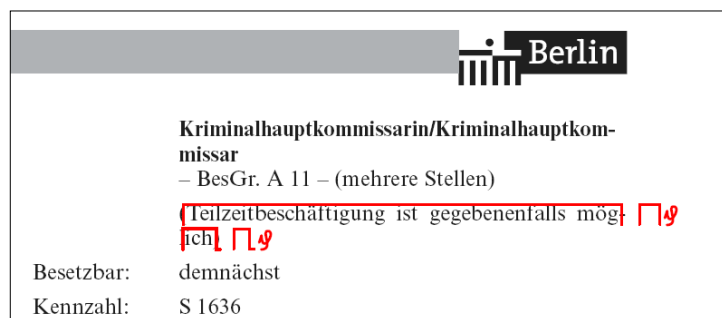 Berlin
Kriminalhauptkommissarin/Kriminalhauptkom-
missar
– BesGr. A 11 – (mehrere Stellen)
(Teilzeitbeschäftigung ist gegebenenfalls mög-
lich)
Besetzbar: demnächst
Kennzahl: S 1636